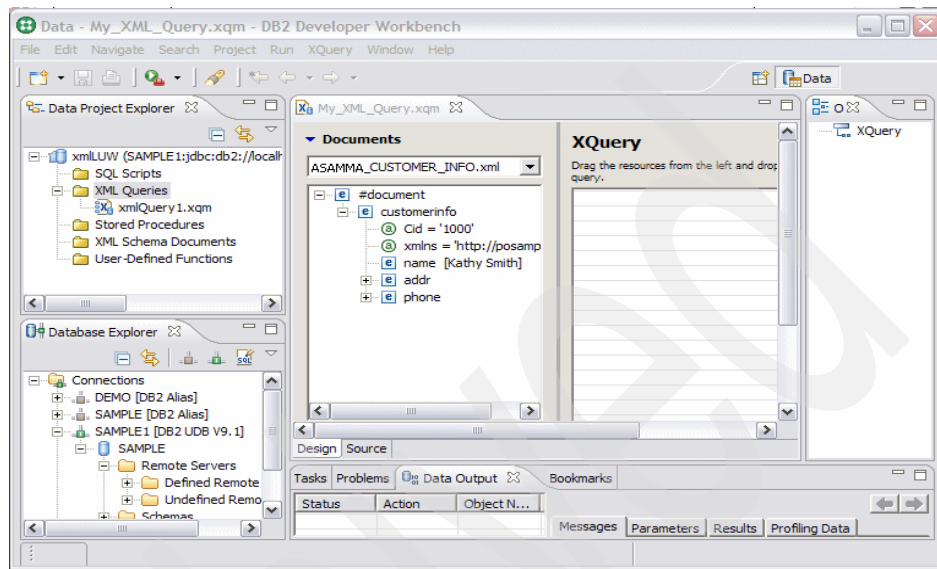 Data - My_XML_Query.xqm - DB2 Developer Workbench
File Edit Navigate Search Project Run XQuery Window Help
Data
Data Project Explorer
xmlLUW (SAMPLE1:jdbc:db2://localh
SQL Scripts
XML Queries
xmlQuery1.xqm
Stored Procedures
XML Schema Documents
User-Defined Functions
Database Explorer
SQL
Connections
DEMO [DB2 Alias]
SAMPLE [DB2 Alias]
SAMPLE1 [DB2 UDB V9.1]
SAMPLE
Remote Servers
Defined Remote
Undefined Remo
Schemas
My_XML_Query.xqm
Documents
ASAMMA_CUSTOMER_INFO.xml
e #document
e customerinfo
a Cid = '1000'
a xmlns = 'http://posamp
e name [Kathy Smith]
e addr
e phone
XQuery
Drag the resources from the left and drop
query.
Design Source
O
XQuery
Tasks Problems Data Output Bookmarks
Status Action Object N...
Messages Parameters Results Profiling Data